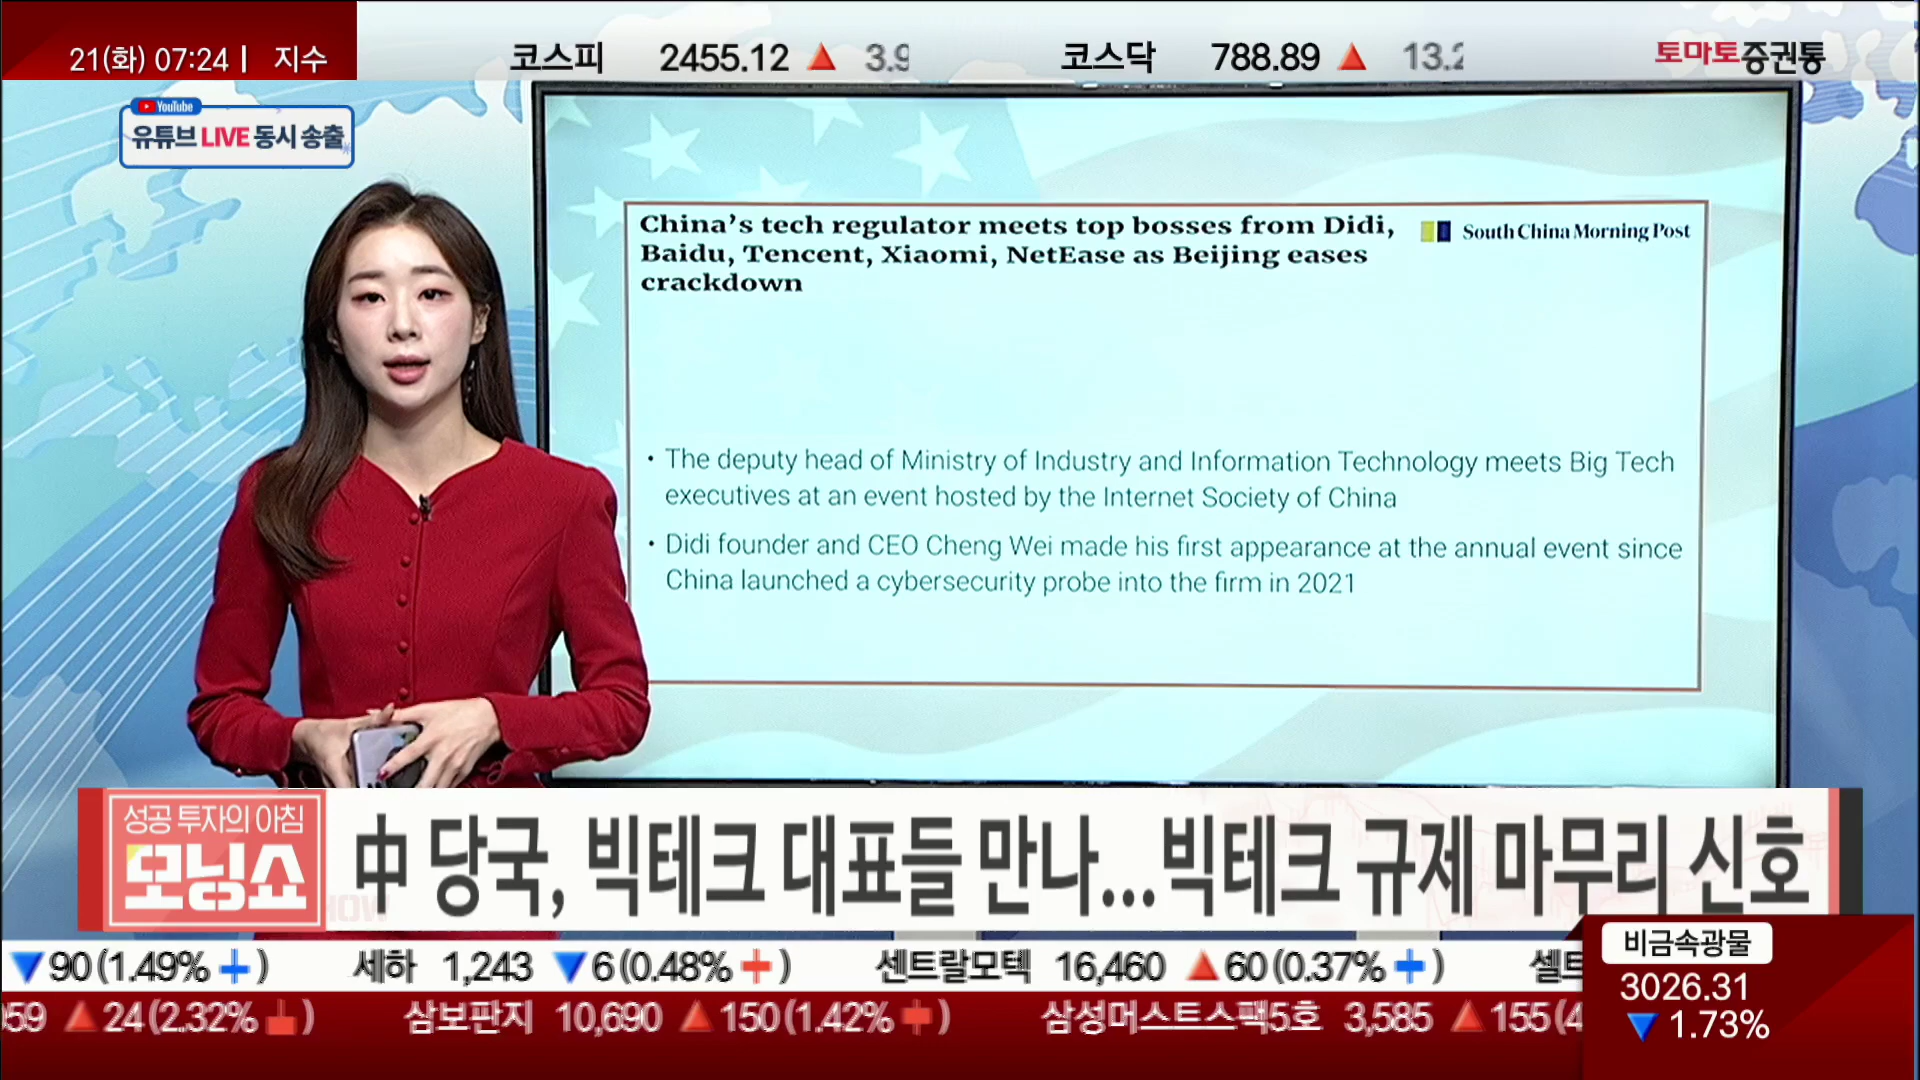 21(화) 07:24 | 지수
코스피 2455.12 ▲ 3.9
코스닥 788.89 ▲ 13.2
토마토증권통
YouTube
유튜브 LIVE 동시 송출
China's tech regulator meets top bosses from Didi,
Baidu, Tencent, Xiaomi, NetEase as Beijing eases
crackdown
South China Morning Post
• The deputy head of Ministry of Industry and Information Technology meets Big Tech
executives at an event hosted by the Internet Society of China
• Didi founder and CEO Cheng Wei made his first appearance at the annual event since
China launched a cybersecurity probe into the firm in 2021
성공 투자의 아침
모닝쇼
中 당국, 빅테크 대표들 만나...빅테크 규제 마무리 신호
▼90(1.49% ) 세하 1,243 ▼6(0.48% ) 센트랄모텍 16,460 ▲60(0.37% ) 셀트
059 ▲24(2.32% ) 삼보판지 10,690 ▲150(1.42% ) 삼성머스트스팩5호 3,585 ▲155(4
비금속광물
3026.31
▼ 1.73%